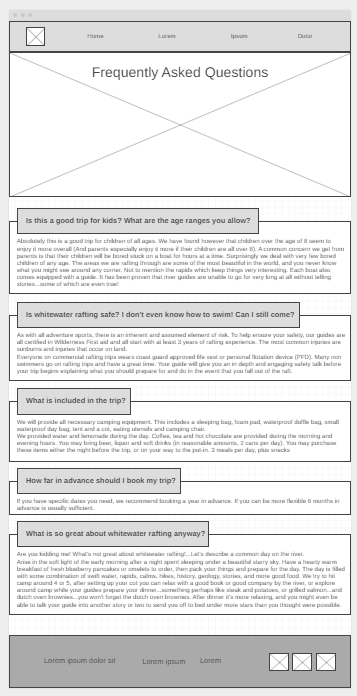 Home Lorem Ipsum Dolor
Frequently Asked Questions
Is this a good trip for kids? What are the age ranges you allow?
Absolutely this is a good trip for children of all ages. We have found however that children over the age of 8 seem to
enjoy it more overall (And parents especially enjoy it more if their children are all over 8). A common concern we get from
parents is that their children will be bored stuck on a boat for hours at a time. Surprisingly we deal with very few bored
children of any age. The areas we are rafting through are some of the most beautiful in the world, and you never know
what you might see around any corner. Not to mention the rapids which keep things very interesting. Each boat also
comes equipped with a guide. It has been proven that river guides are unable to go for very long at all without telling
stories...some of which are even true!
Is whitewater rafting safe? I don't even know how to swim! Can I still come?
As with all adventure sports, there is an inherent and assumed element of risk. To help ensure your safety, our guides are
all certified in Wilderness First aid and all start with at least 3 years of rafting experience. The most common injuries are
sunburns and injuries that occur on land.
Everyone on commercial rafting trips wears coast guard approved life vest or personal flotation device (PFD). Many non
swimmers go on rafting trips and have a great time. Your guide will give you an in depth and engaging safety talk before
your trip begins explaining what you should prepare for and do in the event that you fall out of the raft.
What is included in the trip?
We will provide all necessary camping equipment. This includes a sleeping bag, foam pad, waterproof duffle bag, small
waterproof day bag, tent and a cut, eating utensils and camping chair.
We provide water and lemonade during the day. Coffee, tea and hot chocolate are provided during the morning and
evening hours. You may bring beer, liquor and soft drinks (in reasonable amounts, 2 cans per day). You may purchase
these items either the night before the trip, or on your way to the put-in. 3 meals per day, plus snacks
How far in advance should I book my trip?
If you have specific dates you need, we recommend booking a year in advance. If you can be more flexible 6 months in
advance is usually sufficient.
What is so great about whitewater rafting anyway?
Are you kidding me! What's not great about whitewater rafting!...Let's describe a common day on the river.
Arise in the soft light of the early morning after a night spent sleeping under a beautiful starry sky. Have a hearty warm
breakfast of fresh blueberry pancakes or omelets to order, then pack your things and prepare for the day. The day is filled
with some combination of swift water, rapids, calms, hikes, history, geology, stories, and more good food. We try to hit
camp around 4 or 5, after setting up your cot you can relax with a good book on the edge of the river, or explore
around camp while your guides prepare your dinner...something perhaps like steak and potatoes, or grilled salmon...and
dutch oven brownies...you won't forget the dutch oven brownies. After dinner it's more relaxing, and you might even be
able to talk your guide into another story or two to send you off to bed under more stars than you thought were possible.
Lorem ipsum dolor sit Lorem ipsum Lorem